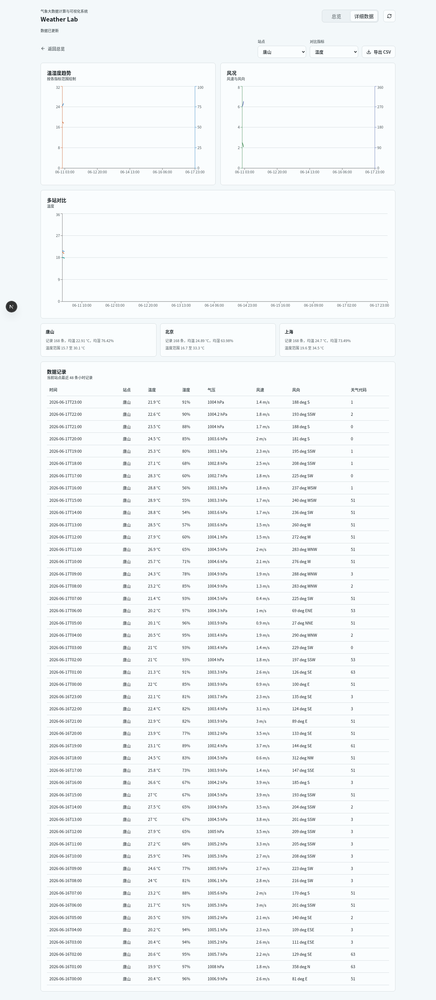 气象大数据计算与可视化系统
Weather Lab
总览 详细数据
数据已更新
返回总览
站点 对比指标
唐山 温度 导出 CSV
温湿度趋势
按各指标范围绘制
32 100
24 75
16 50
8 25
0 0
06-11 03:00 06-12 20:00 06-14 13:00 06-16 06:00 06-17 23:00
风况
风速与风向
8 360
6 270
4 180
2 90
0 0
06-11 03:00 06-12 20:00 06-14 13:00 06-16 06:00 06-17 23:00
多站对比
温度
36
27
18
9
0
06-11 10:00 06-12 03:00 06-12 20:00 06-13 13:00 06-14 06:00 06-14 23:00 06-15 16:00 06-16 09:00 06-17 02:00 06-17 23:00
N
唐山
记录 168 条，均温 22.91 °C，均湿 76.42%
温度范围 15.7 至 30.1 °C
北京
记录 168 条，均温 24.89 °C，均湿 63.98%
温度范围 16.7 至 33.3 °C
上海
记录 168 条，均温 24.7 °C，均湿 73.49%
温度范围 19.6 至 34.5 °C
数据记录
当前站点最近 48 条小时记录
时间 站点 温度 湿度 气压 风速 风向 天气代码
2026-06-17T23:00 唐山 21.9 °C 91% 1004 hPa 1.4 m/s 188 deg S 1
2026-06-17T22:00 唐山 22.6 °C 90% 1004.2 hPa 1.8 m/s 193 deg SSW 2
2026-06-17T21:00 唐山 23.5 °C 88% 1004 hPa 1.7 m/s 188 deg S 0
2026-06-17T20:00 唐山 24.5 °C 85% 1003.6 hPa 2 m/s 181 deg S 0
2026-06-17T19:00 唐山 25.3 °C 80% 1003.1 hPa 2.3 m/s 195 deg SSW 1
2026-06-17T18:00 唐山 27.1 °C 68% 1002.8 hPa 2.5 m/s 208 deg SSW 1
2026-06-17T17:00 唐山 28.3 °C 60% 1002.7 hPa 1.8 m/s 225 deg SW 0
2026-06-17T16:00 唐山 28.8 °C 56% 1003.1 hPa 1.8 m/s 237 deg WSW 1
2026-06-17T15:00 唐山 28.9 °C 55% 1003.3 hPa 1.7 m/s 240 deg WSW 51
2026-06-17T14:00 唐山 28.8 °C 54% 1003.6 hPa 1.7 m/s 236 deg SW 51
2026-06-17T13:00 唐山 28.5 °C 57% 1003.6 hPa 1.5 m/s 260 deg W 51
2026-06-17T12:00 唐山 27.9 °C 60% 1004.1 hPa 1.5 m/s 272 deg W 51
2026-06-17T11:00 唐山 26.9 °C 65% 1004.5 hPa 2 m/s 283 deg WNW 51
2026-06-17T10:00 唐山 25.7 °C 71% 1004.6 hPa 2.1 m/s 276 deg W 51
2026-06-17T09:00 唐山 24.3 °C 78% 1004.9 hPa 1.9 m/s 288 deg WNW 3
2026-06-17T08:00 唐山 23.2 °C 85% 1004.9 hPa 1.3 m/s 283 deg WNW 2
2026-06-17T07:00 唐山 21.4 °C 93% 1004.5 hPa 0.4 m/s 225 deg SW 51
2026-06-17T06:00 唐山 20.2 °C 97% 1004.3 hPa 1 m/s 69 deg ENE 53
2026-06-17T05:00 唐山 20.1 °C 96% 1003.9 hPa 0.9 m/s 27 deg NNE 51
2026-06-17T04:00 唐山 20.5 °C 95% 1003.4 hPa 1.9 m/s 290 deg WNW 2
2026-06-17T03:00 唐山 21 °C 93% 1003.4 hPa 1.4 m/s 229 deg SW 0
2026-06-17T02:00 唐山 21 °C 93% 1004 hPa 1.8 m/s 197 deg SSW 53
2026-06-17T01:00 唐山 21.3 °C 91% 1003.3 hPa 2.6 m/s 126 deg SE 63
2026-06-17T00:00 唐山 22 °C 85% 1003.9 hPa 0.9 m/s 100 deg E 51
2026-06-16T23:00 唐山 22.1 °C 81% 1003.7 hPa 2.3 m/s 135 deg SE 3
2026-06-16T22:00 唐山 22.4 °C 82% 1003.4 hPa 3.1 m/s 124 deg SE 3
2026-06-16T21:00 唐山 22.9 °C 82% 1003.9 hPa 3 m/s 89 deg E 51
2026-06-16T20:00 唐山 23.9 °C 77% 1003.2 hPa 3.5 m/s 133 deg SE 51
2026-06-16T19:00 唐山 23.1 °C 89% 1002.4 hPa 3.7 m/s 144 deg SE 61
2026-06-16T18:00 唐山 24.5 °C 83% 1004.5 hPa 0.6 m/s 312 deg NW 51
2026-06-16T17:00 唐山 25.8 °C 73% 1003.9 hPa 1.4 m/s 147 deg SSE 51
2026-06-16T16:00 唐山 26.6 °C 67% 1004.2 hPa 3.9 m/s 185 deg S 3
2026-06-16T15:00 唐山 27 °C 67% 1004.5 hPa 3.9 m/s 193 deg SSW 51
2026-06-16T14:00 唐山 27.5 °C 65% 1004.9 hPa 3.5 m/s 204 deg SSW 2
2026-06-16T13:00 唐山 27 °C 67% 1004.5 hPa 3.8 m/s 201 deg SSW 3
2026-06-16T12:00 唐山 27.9 °C 65% 1005 hPa 3.5 m/s 209 deg SSW 3
2026-06-16T11:00 唐山 27.2 °C 68% 1005.2 hPa 3.3 m/s 205 deg SSW 3
2026-06-16T10:00 唐山 25.9 °C 74% 1005.3 hPa 2.7 m/s 208 deg SSW 3
2026-06-16T09:00 唐山 24.6 °C 77% 1005.9 hPa 2.7 m/s 223 deg SW 3
2026-06-16T08:00 唐山 24 °C 81% 1006.1 hPa 2.8 m/s 216 deg SW 3
2026-06-16T07:00 唐山 23.2 °C 88% 1005.6 hPa 2 m/s 170 deg S 51
2026-06-16T06:00 唐山 21.7 °C 91% 1005.3 hPa 3 m/s 201 deg SSW 51
2026-06-16T05:00 唐山 20.5 °C 93% 1005.2 hPa 2.1 m/s 140 deg SE 2
2026-06-16T04:00 唐山 20.2 °C 94% 1005.1 hPa 2.3 m/s 109 deg ESE 3
2026-06-16T03:00 唐山 20.4 °C 94% 1005.2 hPa 2.6 m/s 111 deg ESE 3
2026-06-16T02:00 唐山 20.6 °C 95% 1005.7 hPa 2.2 m/s 129 deg SE 63
2026-06-16T01:00 唐山 19.9 °C 97% 1008 hPa 1.8 m/s 358 deg N 63
2026-06-16T00:00 唐山 20.4 °C 96% 1006.9 hPa 2.6 m/s 81 deg E 51